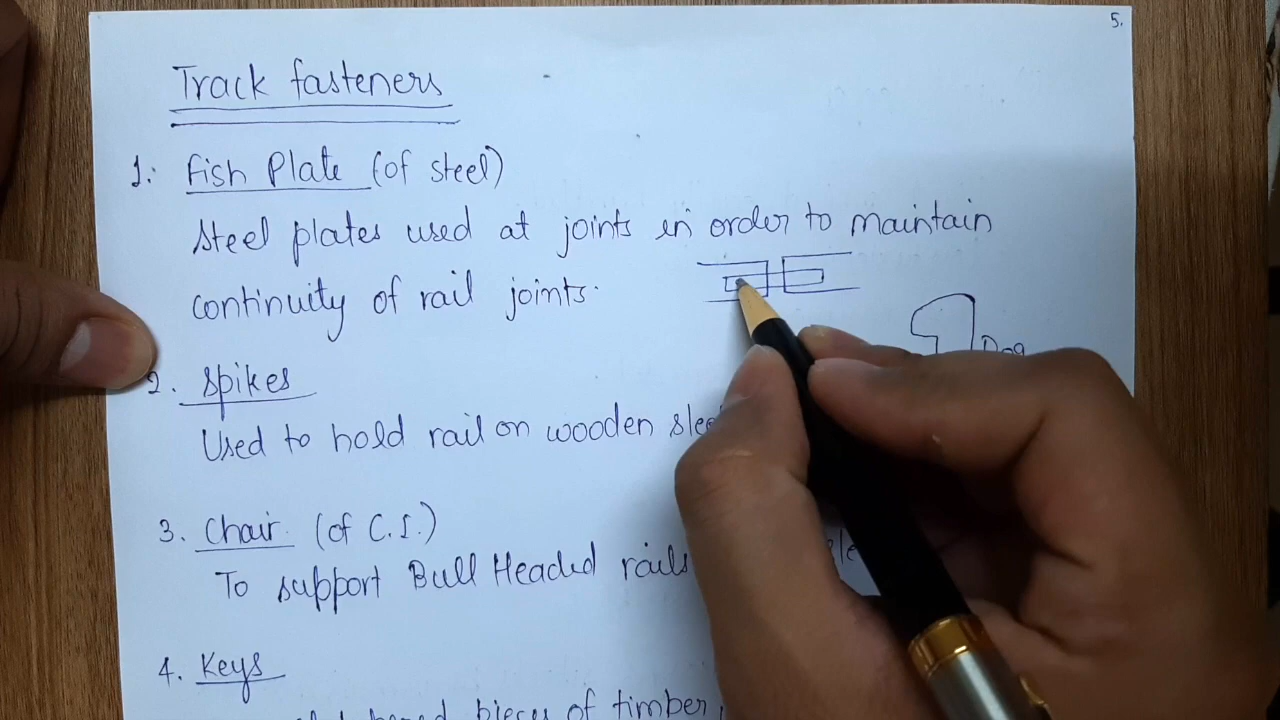 5.
Track fasteners
1. Fish Plate (of steel)
Steel plates used at joints in order to maintain
continuity of rail joints.
Dog
2. Spikes
Used to hold rail on wooden
3. Chair (of C.I.)
To support Bull Headed rails
4. Keys
pieces of timber